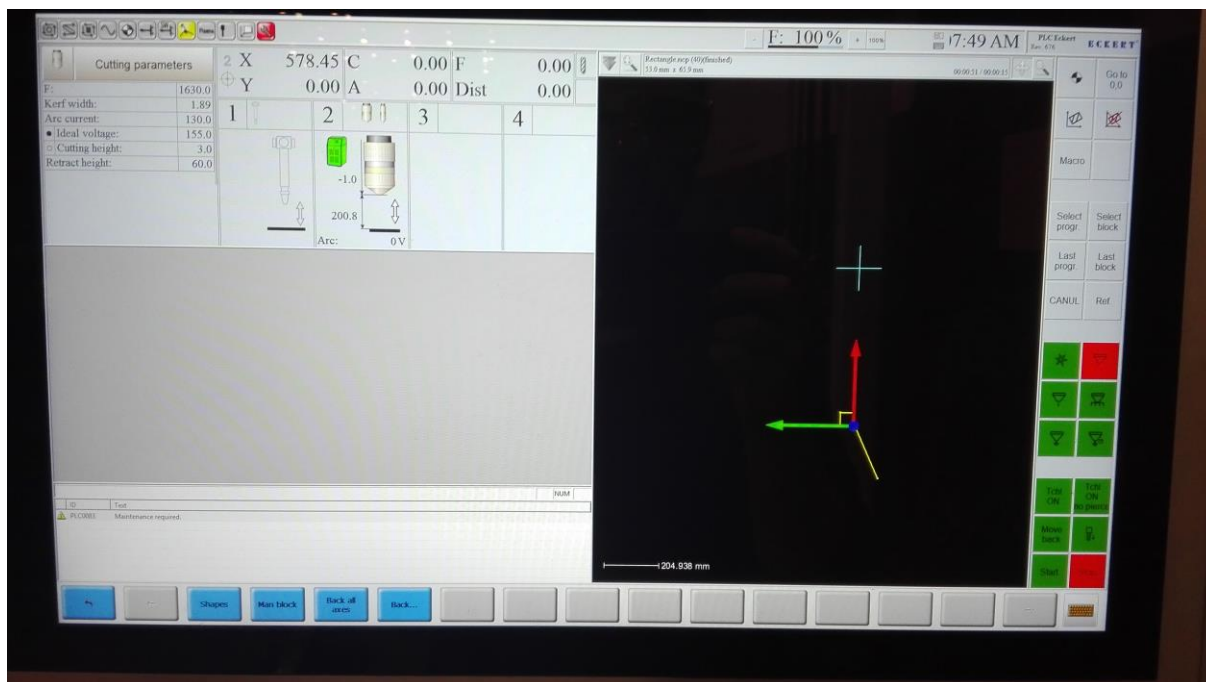 F: 100% 100% 7:49 AM PLC Eckert ECKERT
Rev. 676
Cutting parameters
F: 1630.0
Kerf width: 1.89
Arc current: 130.0
Ideal voltage: 155.0
Cutting height: 3.0
Retract height: 60.0
2 X 578.45 C 0.00 F 0.00
Y 0.00 A 0.00 Dist 0.00
1 2 3 4
-1.0
200.8
Arc: 0 V
Rectangle.ncp (40)(finished)
204.938 mm
NUM
ID Text
Maintenance required.
Go to
0,0
Macro
Select
progr.
Select
block
Last
progr.
Last
block
CANUL
Ref.
Tcht
ON
Tcht
ON
no pierce
Move
back
Start
Shapes
Man block
Back all
axes
Back...